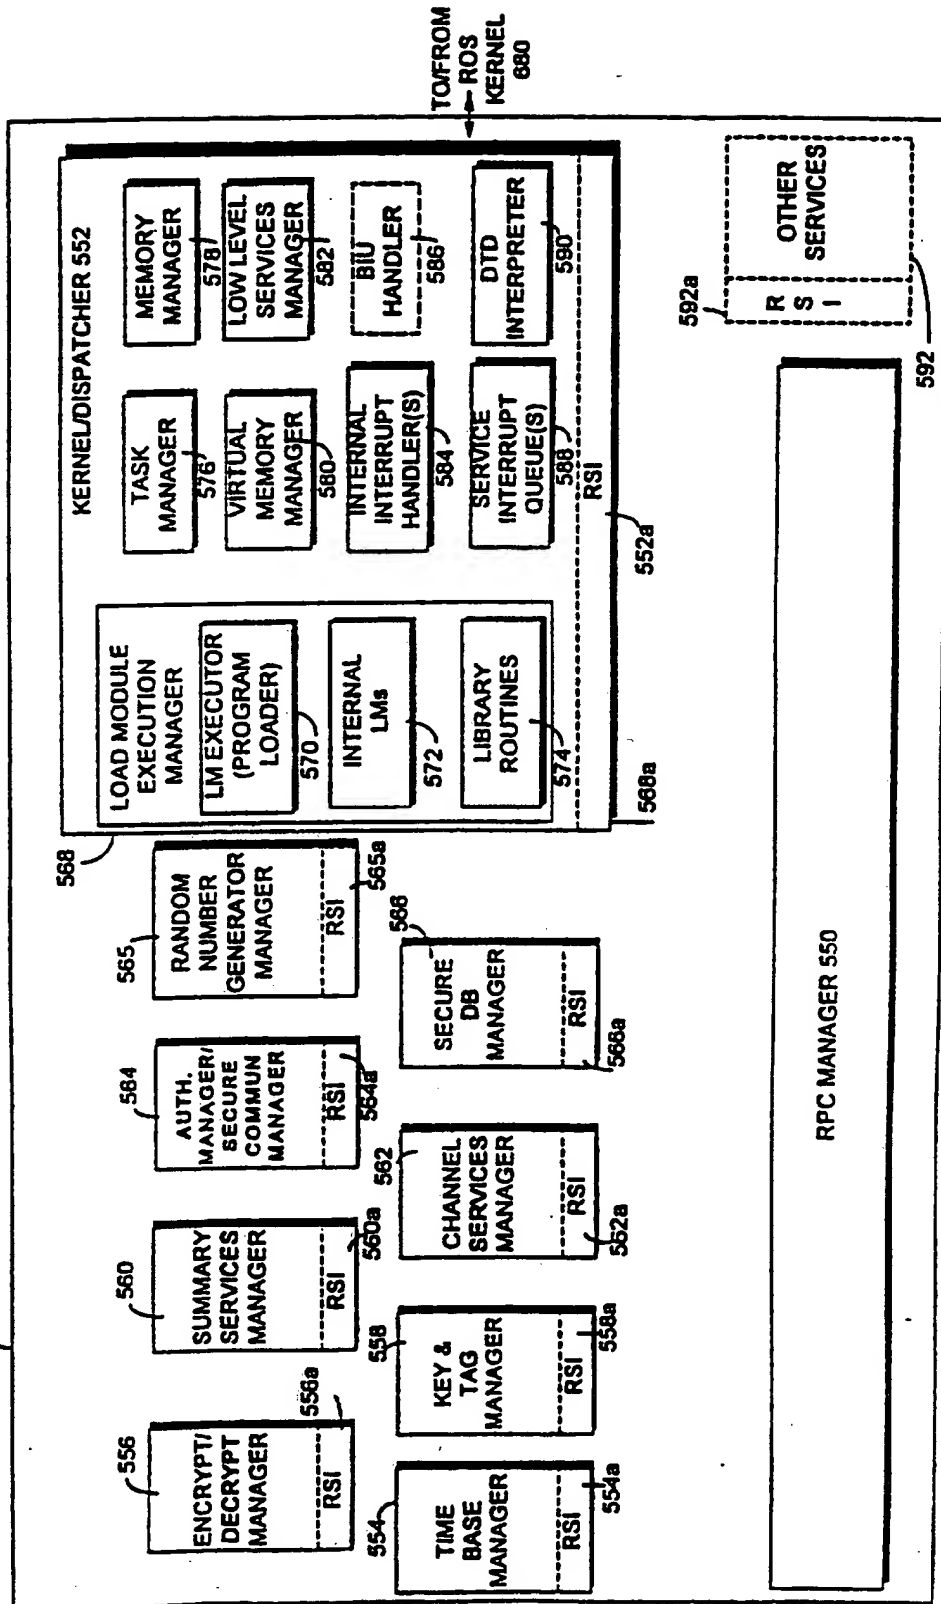 KERNEL/DISPATCHER 552
568
LOAD MODULE
EXECUTION
MANAGER
LM EXECUTOR
(PROGRAM
LOADER)
570
INTERNAL
LMs
572
LIBRARY
ROUTINES
574
568a
TASK
MANAGER
576
VIRTUAL
MEMORY
MANAGER
580
INTERNAL
INTERRUPT
HANDLER(S)
584
SERVICE
INTERRUPT
QUEUE(S)
588
MEMORY
MANAGER
578
LOW LEVEL
SERVICES
MANAGER
582
BIU
HANDLER
586
DTD
INTERPRETER
590
RSI
552a
TO/FROM
ROS
KERNEL
680
556
ENCRYPT/
DECRYPT
MANAGER
RSI
556a
560
SUMMARY
SERVICES
MANAGER
RSI
560a
564
AUTH.
MANAGER/
SECURE
COMMUN
MANAGER
RSI
564a
565
RANDOM
NUMBER
GENERATOR
MANAGER
RSI
565a
554
TIME
BASE
MANAGER
RSI
554a
558
KEY &
TAG
MANAGER
RSI
558a
562
CHANNEL
SERVICES
MANAGER
RSI
562a
566
SECURE
DB
MANAGER
RSI
566a
RPC MANAGER 550
592a
R
S
I
OTHER
SERVICES
592